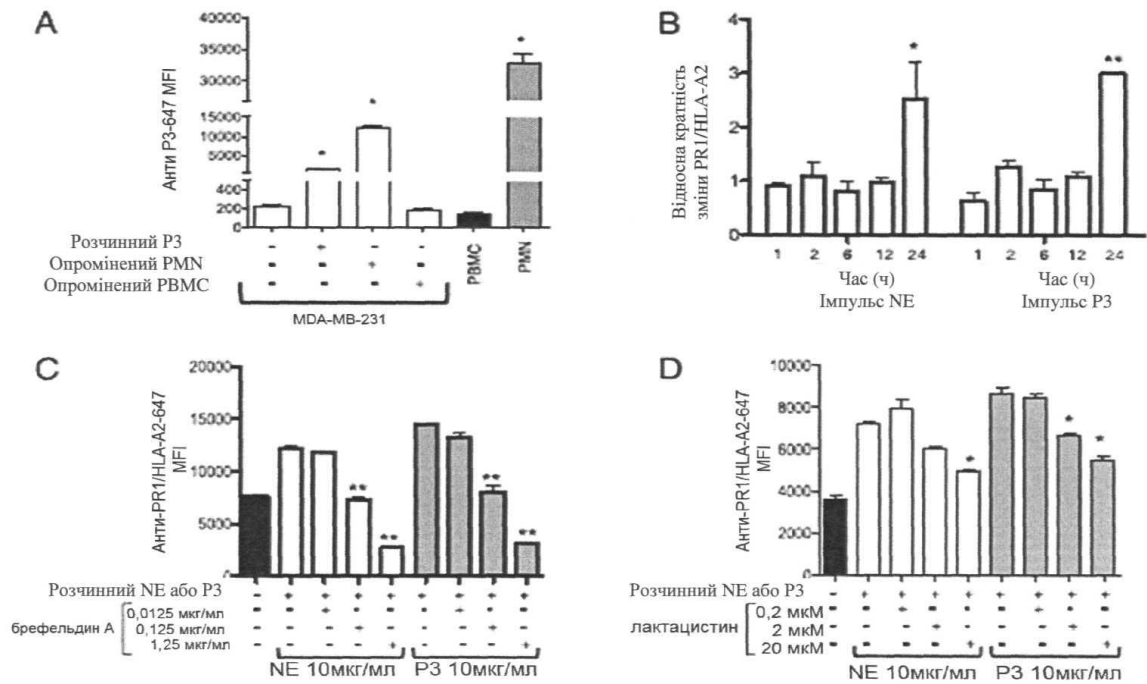 A
Анти P3-647 MFI
40000
35000
30000
15000
10000
5000
400
200
0
*
*
*
Розчинний P3 - + - - 
Опромінений PMN - - + -
Опромінений PBMC - - - +
PBMC
PMN
MDA-MB-231
B
Відносна кратність
зміни PR1/HLA-A2
4
3
2
1
0
*
**
1 2 6 12 24 1 2 6 12 24
Час (ч) Час (ч)
Імпульс NE Імпульс P3
C
Анти-PR1/HLA-A2-647
MFI
20000
15000
10000
5000
0
** ** ** **
Розчинний NE або P3 - + + + + + + + +
брефельдин А
0,0125 мкг/мл - - + - - - + - -
0,125 мкг/мл - - - + - - - + -
1,25 мкг/мл - - - - + - - - +
NE 10мкг/мл P3 10мкг/мл
D
Анти-PR1/HLA-A2-647
MFI
10000
8000
6000
4000
2000
0
* * *
Розчинний NE або P3 - + + + + + + + +
лактацистин
0,2 мкМ - - + - - - + - -
2 мкМ - - - + - - - + -
20 мкМ - - - - + - - - +
NE 10мкг/мл P3 10мкг/мл